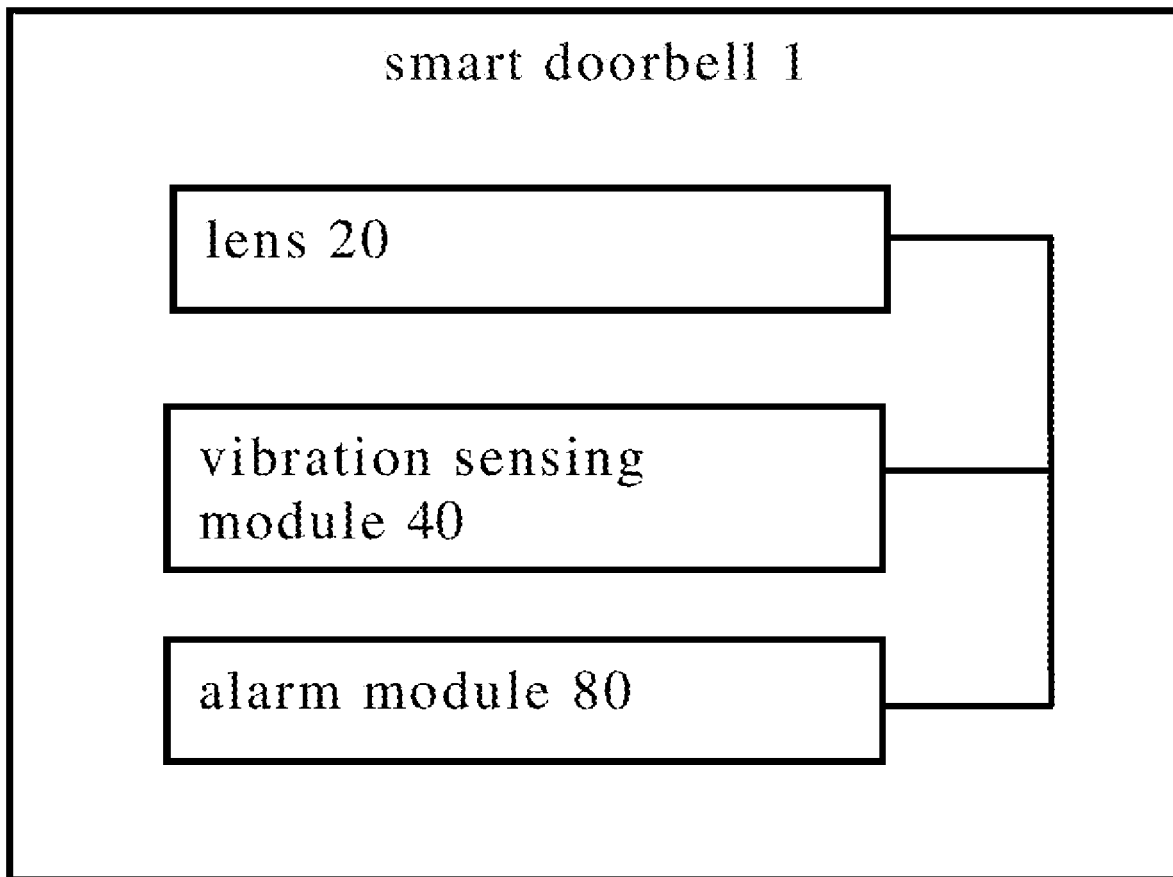 smart doorbell 1
lens 20
vibration sensing
module 40
alarm module 80